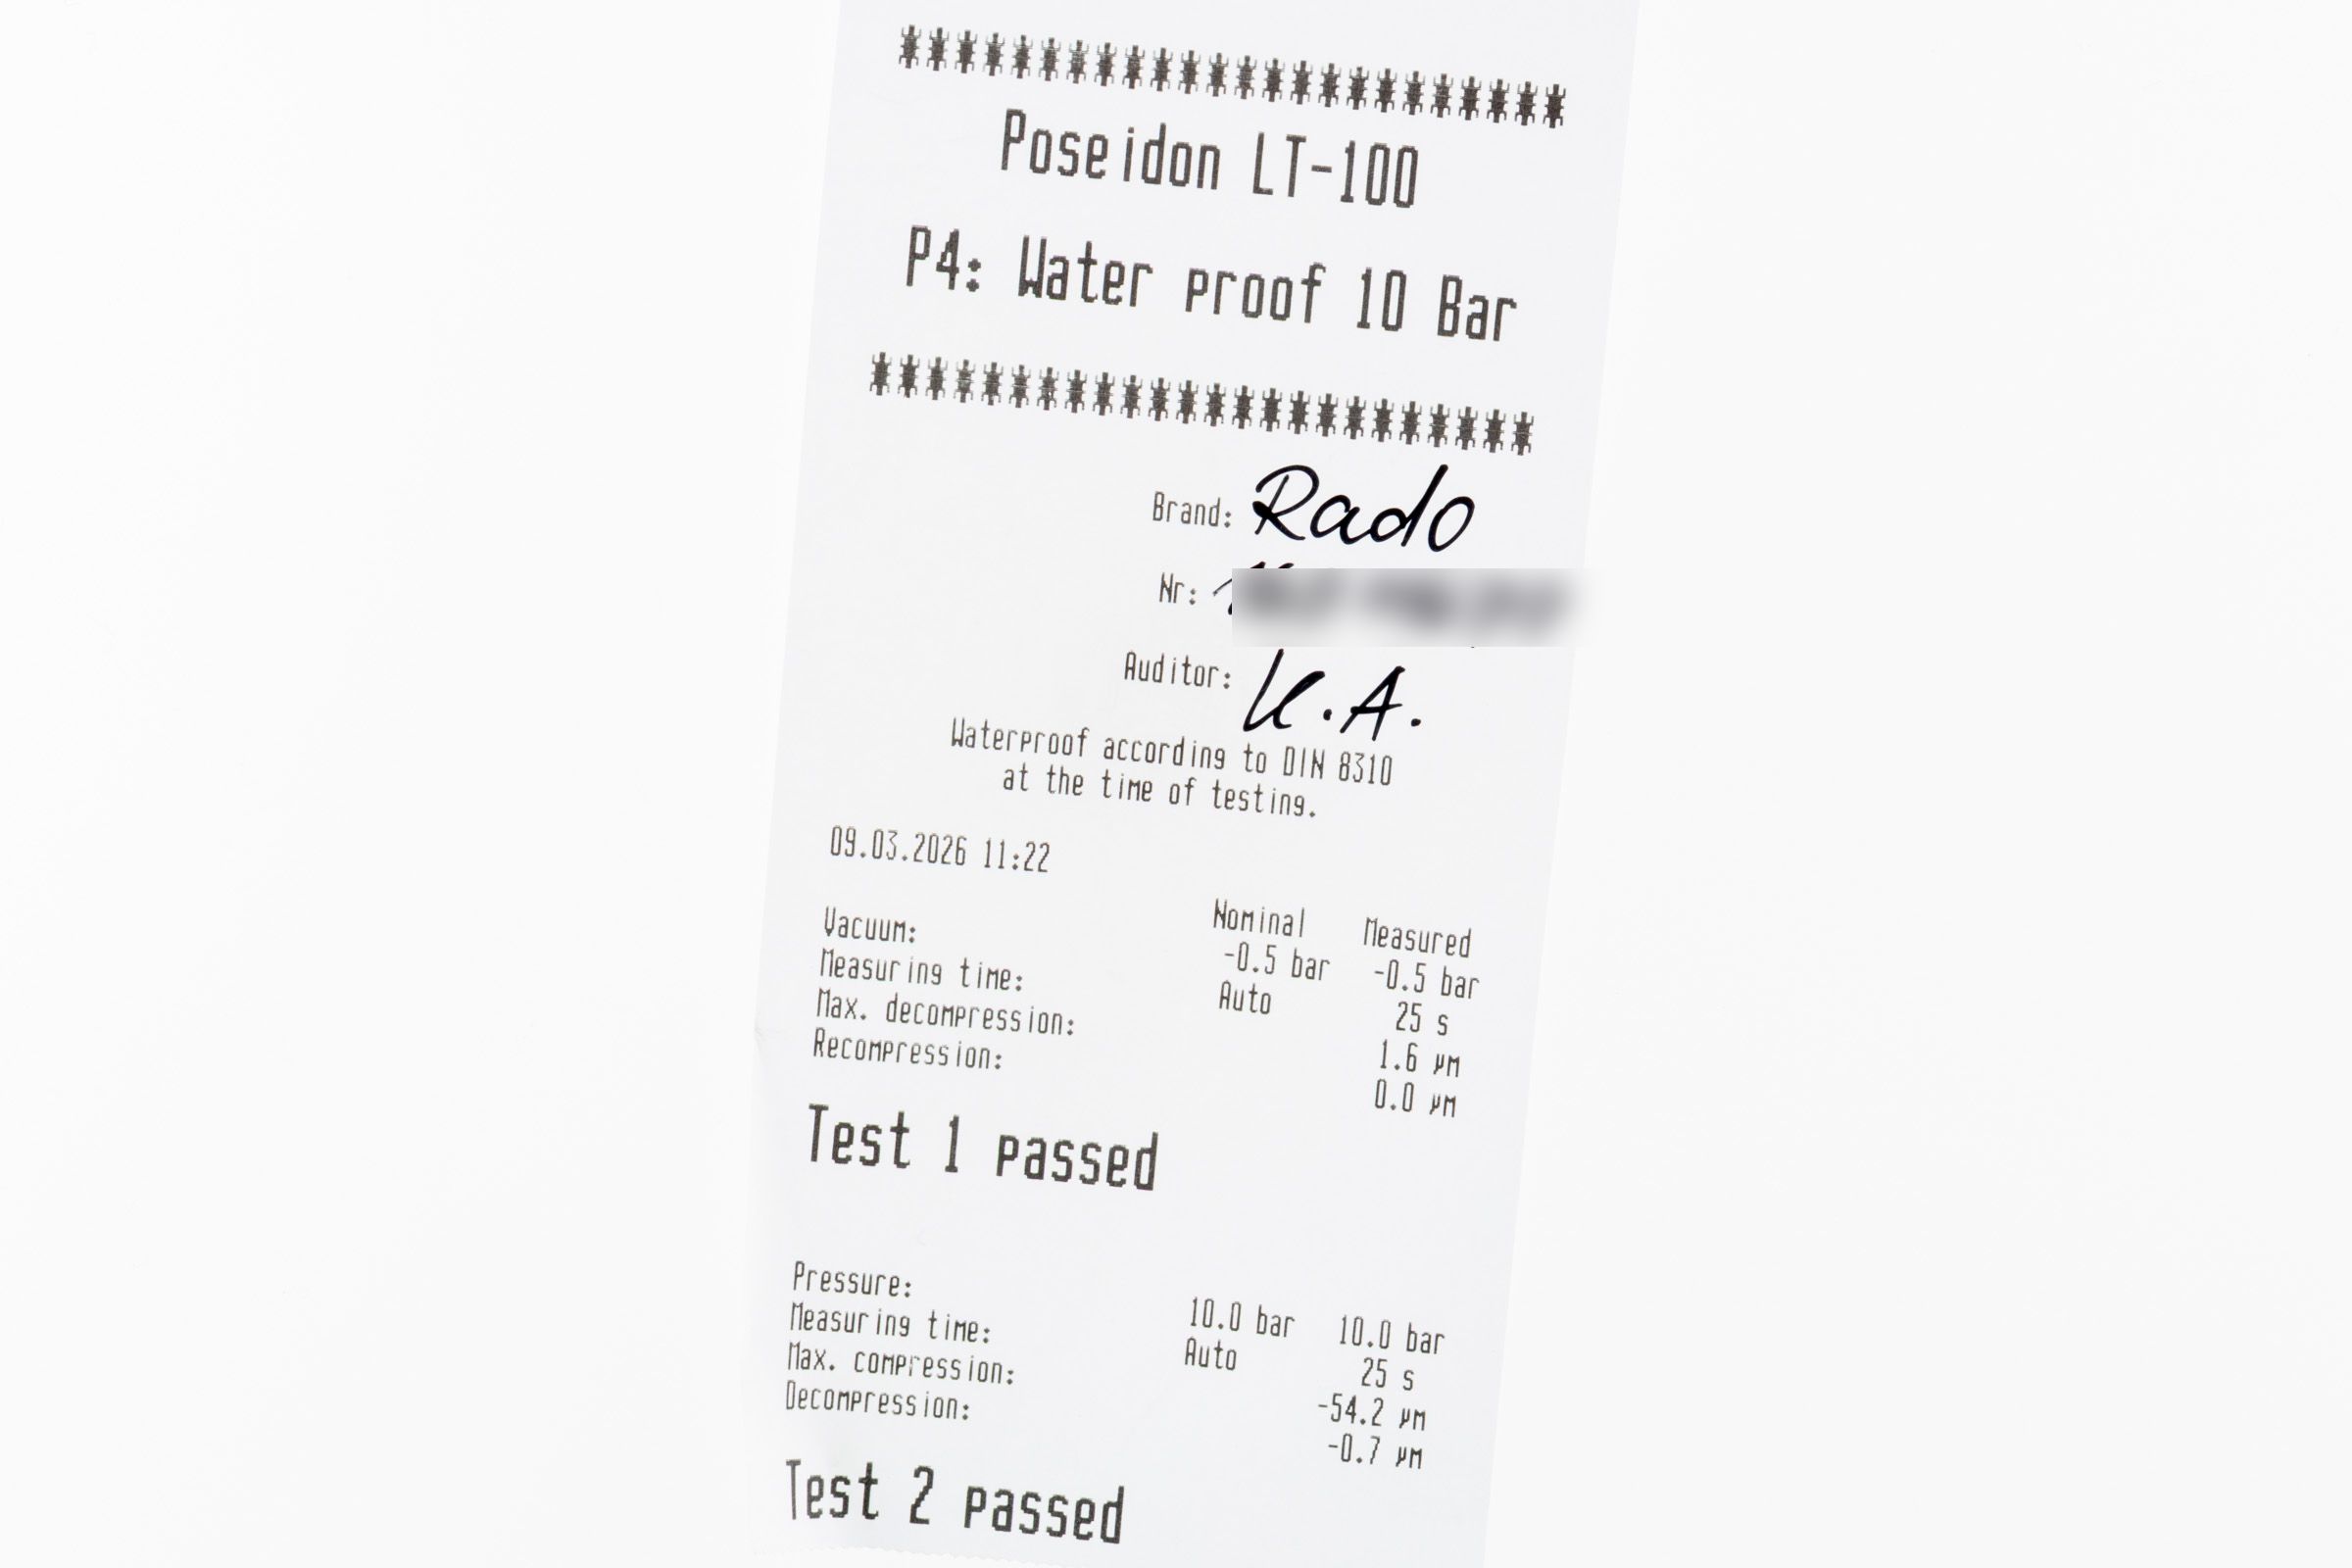 Poseidon LT-100
P4: Water proof 10 Bar
Brand: Rado
Nr:
Auditor: K.A.
Waterproof according to DIN 8310
at the time of testing.
09.03.2026 11:22
Nominal Measured
Vacuum: -0.5 bar -0.5 bar
Measuring time: Auto 25 s
Max. decompression: 1.6 µm
Recompression: 0.0 µm
Test 1 passed
Pressure: 10.0 bar 10.0 bar
Measuring time: Auto 25 s
Max. compression: -54.2 µm
Decompression: -0.7 µm
Test 2 passed